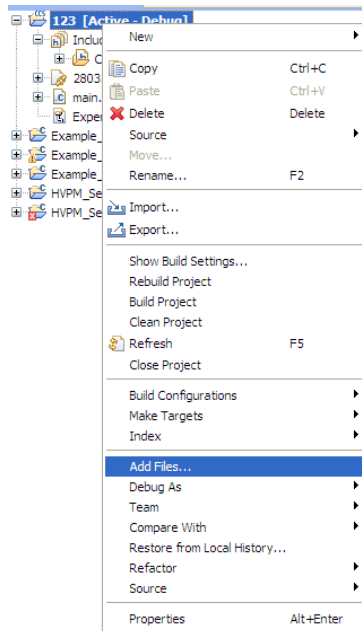 123 [Active - Debug]
Includ
2803
main.
Exper
Example_
Example_
Example_
HVPM_Se
HVPM_Se
New
Copy Ctrl+C
Paste Ctrl+V
Delete Delete
Source
Move...
Rename... F2
Import...
Export...
Show Build Settings...
Rebuild Project
Build Project
Clean Project
Refresh F5
Close Project
Build Configurations
Make Targets
Index
Add Files...
Debug As
Team
Compare With
Restore from Local History...
Refactor
Source
Properties Alt+Enter